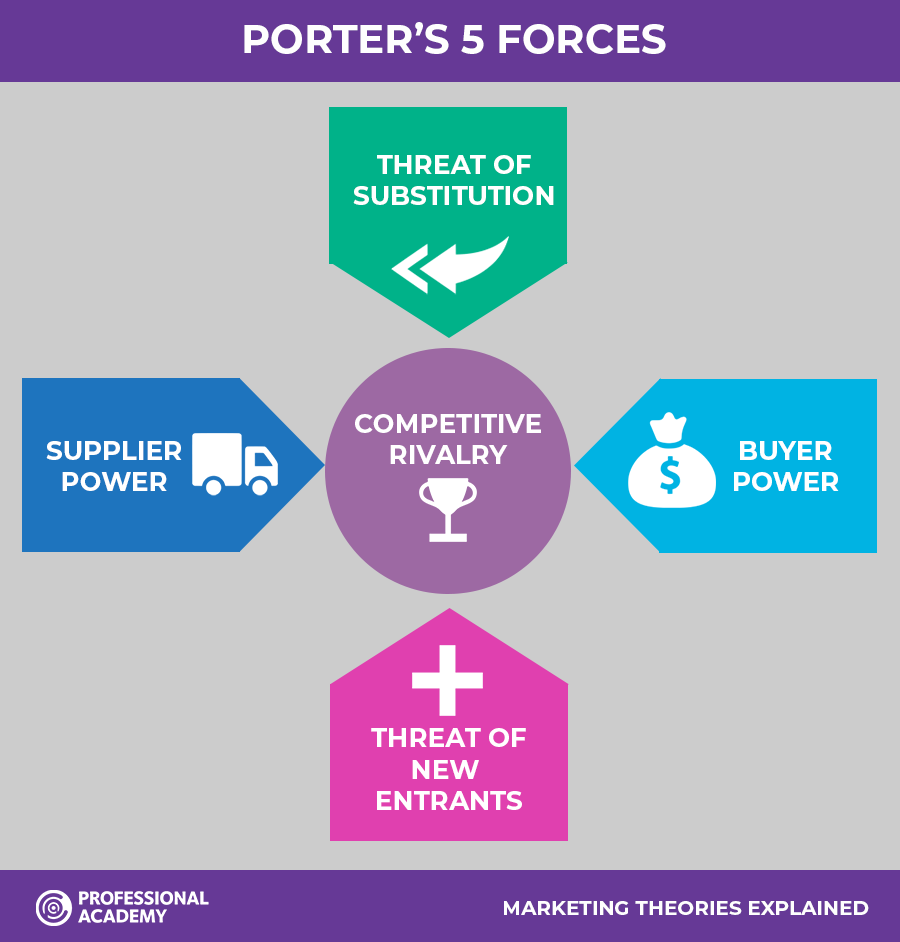 PORTER’S 5 FORCES
THREAT OF
SUBSTITUTION
SUPPLIER
POWER
COMPETITIVE
RIVALRY
$
BUYER
POWER
THREAT OF
NEW
ENTRANTS
PROFESSIONAL
ACADEMY
MARKETING THEORIES EXPLAINED